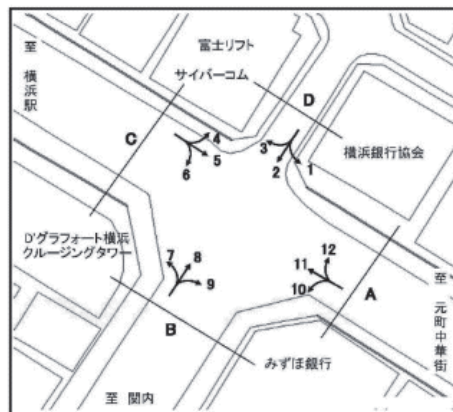 至 横浜駅
富士リフト
サイバーコム
D
C
4
5
6
3
2
1
横浜銀行協会
D'グラフォート横浜
クルージングタワー
7
8
9
12
11
10
A
B
至 元町中華街
みずほ銀行
至 関内